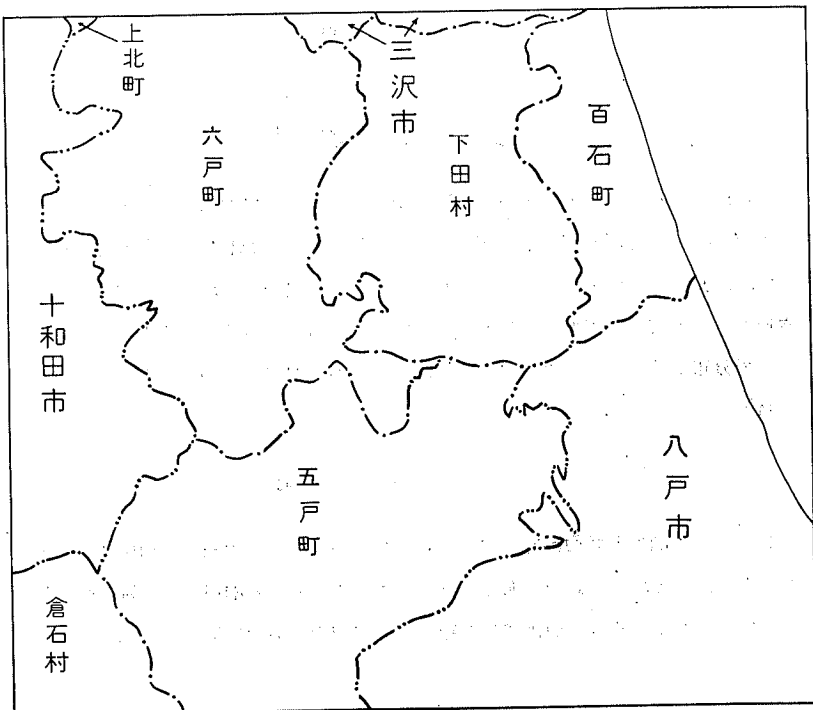 上北町
三沢市
六戸町
下田村
百石町
十和田市
五戸町
八戸市
倉石村